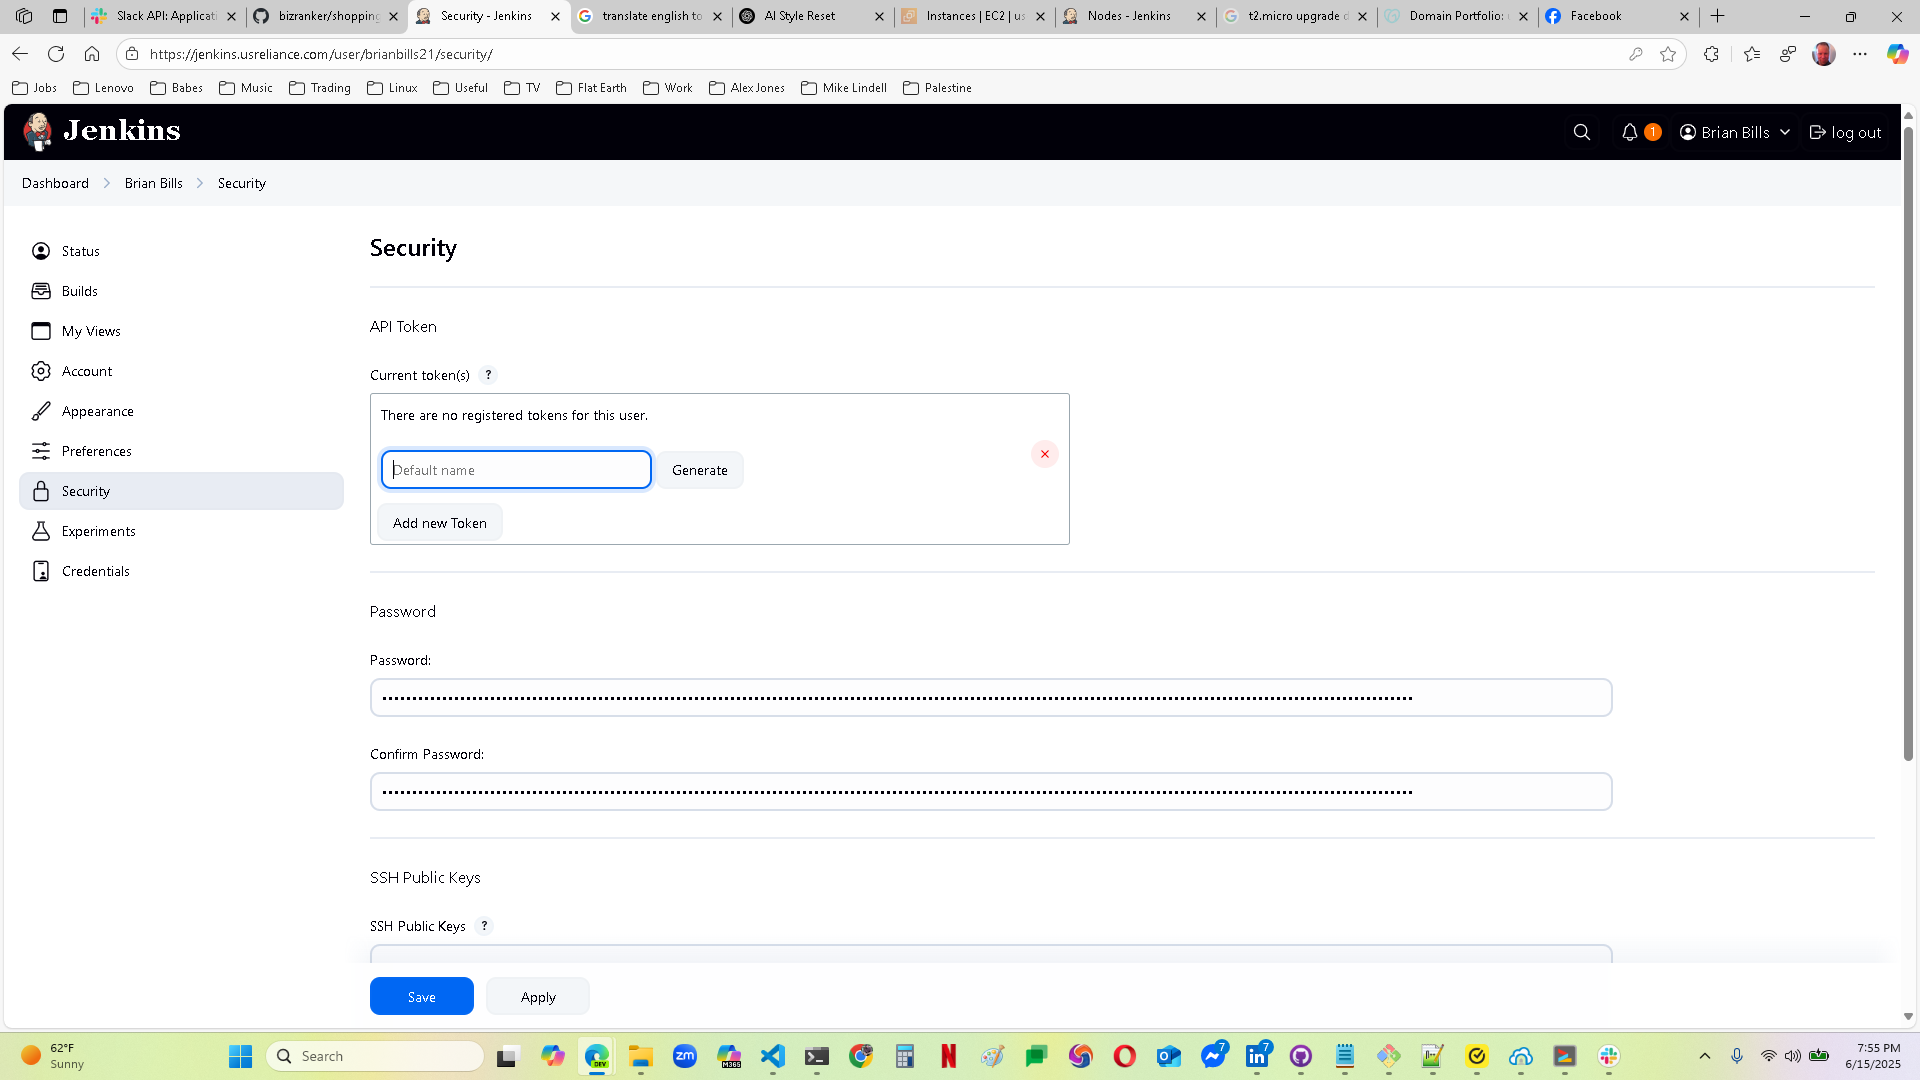 Slack API: Applicati
bizranker/shopping
Security - Jenkins
translate english to
AI Style Reset
Instances | EC2 | us
Nodes - Jenkins
t2.micro upgrade d
Domain Portfolio:
Facebook
https://jenkins.usreliance.com/user/brianbills21/security/
Jobs
Lenovo
Babes
Music
Trading
Linux
Useful
TV
Flat Earth
Work
Alex Jones
Mike Lindell
Palestine
Jenkins
1
Brian Bills
log out
Dashboard
Brian Bills
Security
Status
Builds
My Views
Account
Appearance
Preferences
Security
Experiments
Credentials
Security
API Token
Current token(s) ?
There are no registered tokens for this user.
Default name
Generate
Add new Token
Password
Password:
Confirm Password:
SSH Public Keys
SSH Public Keys ?
Save
Apply
62°F
Sunny
Search
zm
M365
DEV
7
7
7:55 PM
6/15/2025